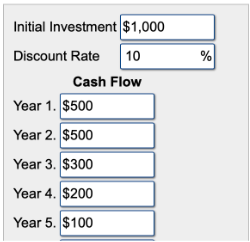 Initial Investment $1,000
Discount Rate 10 %
Cash Flow
Year 1. $500
Year 2. $500
Year 3. $300
Year 4. $200
Year 5. $100